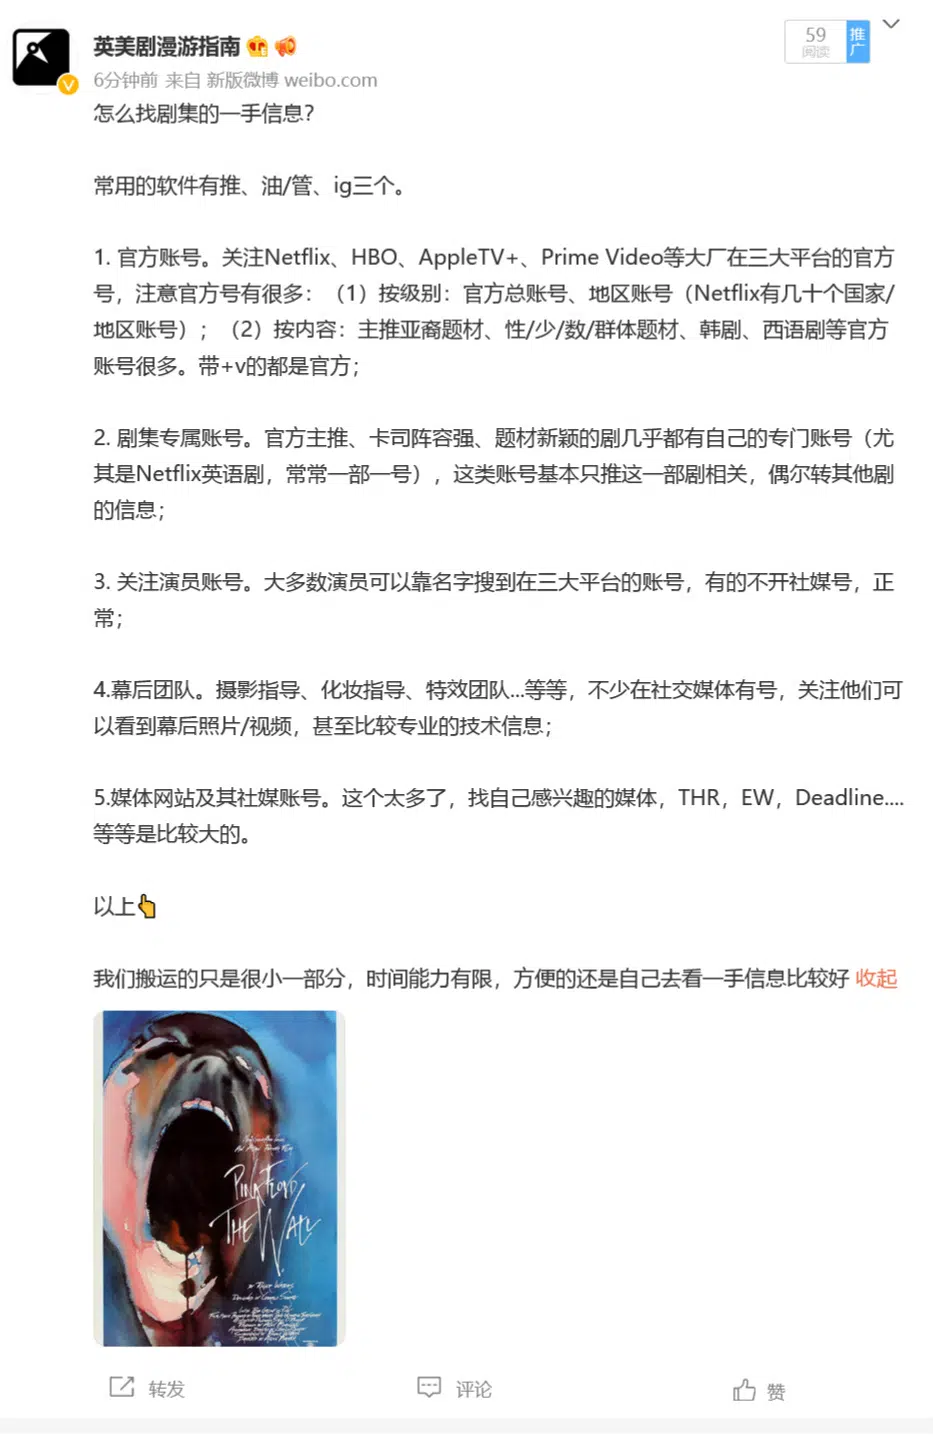 英美剧漫游指南
59
阅读
推广
6分钟前 来自 新版微博 weibo.com
怎么找剧集的一手信息？
常用的软件有推、油/管、ig三个。
1. 官方账号。关注Netflix、HBO、AppleTV+、Prime Video等大厂在三大平台的官方
号，注意官方号有很多：（1）按级别：官方总账号、地区账号（Netflix有几十个国家/
地区账号）；（2）按内容：主推亚裔题材、性/少/数/群体题材、韩剧、西语剧等官方
账号很多。带+v的都是官方；
2. 剧集专属账号。官方主推、卡司阵容强、题材新颖的剧几乎都有自己的专门账号（尤
其是Netflix英语剧，常常一部一号），这类账号基本只推这一部剧相关，偶尔转其他剧
的信息；
3. 关注演员账号。大多数演员可以靠名字搜到在三大平台的账号，有的不开社媒号，正
常；
4.幕后团队。摄影指导、化妆指导、特效团队...等等，不少在社交媒体有号，关注他们可
以看到幕后照片/视频，甚至比较专业的技术信息；
5.媒体网站及其社媒账号。这个太多了，找自己感兴趣的媒体，THR，EW，Deadline....
等等是比较大的。
以上👆
我们搬运的只是很小一部分，时间能力有限，方便的还是自己去看一手信息比较好 收起
PINK FLOYD
THE WALL
转发
评论
赞